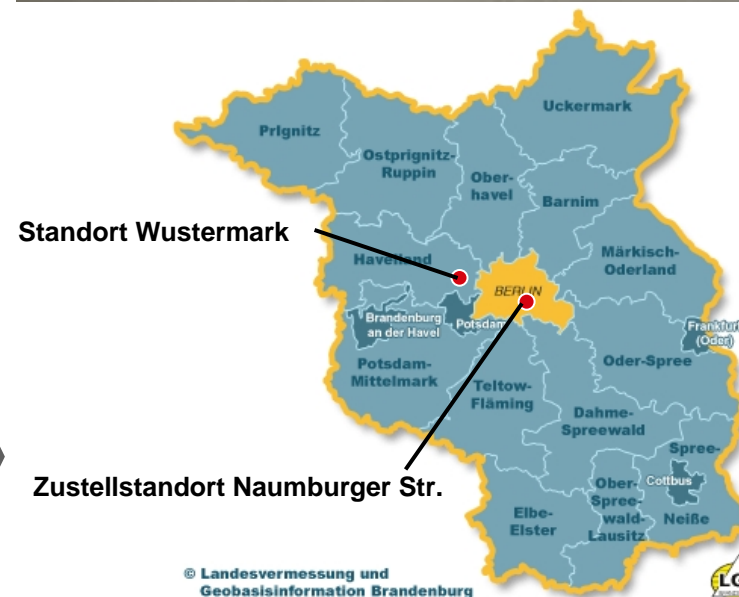 Uckermark
Prignitz
Ostprignitz-
Ruppin
Ober-
havel
Barnim
Standort Wustermark
Havelland
Märkisch-
Oderland
BERLIN
Brandenburg
an der Havel
Potsdam
Frankfurt
(Oder)
Potsdam-
Mittelmark
Oder-Spree
Teltow-
Fläming
Dahme-
Spreewald
Spree-
Neiße
Cottbus
Zustellstandort Naumburger Str.
Ober-
Spree-
wald-
Lausitz
Elbe-
Elster
© Landesvermessung und
Geobasisinformation Brandenburg